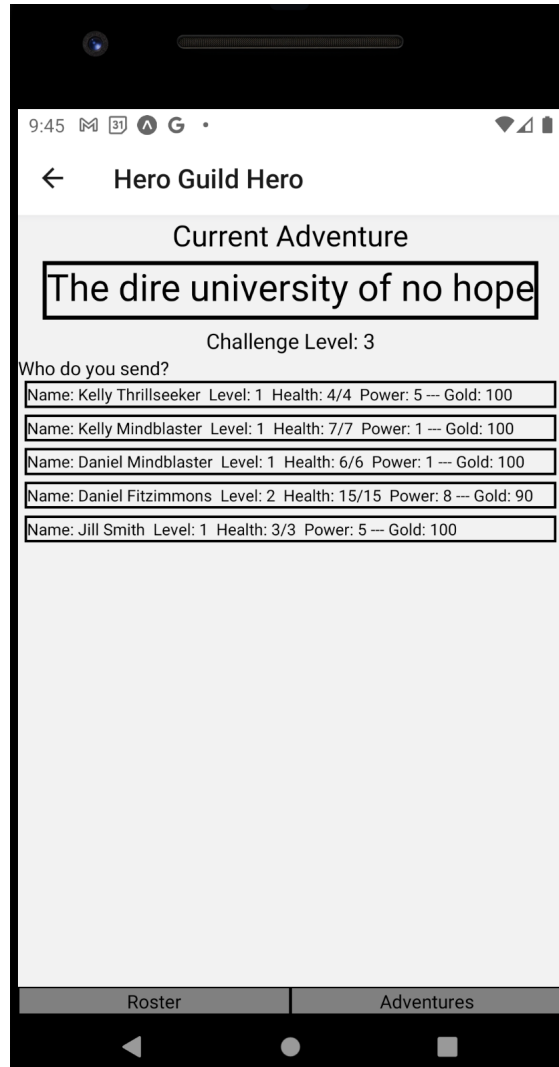 9:45 31 G
Hero Guild Hero
Current Adventure
The dire university of no hope
Challenge Level: 3
Who do you send?
Name: Kelly Thrillseeker Level: 1 Health: 4/4 Power: 5 --- Gold: 100
Name: Kelly Mindblaster Level: 1 Health: 7/7 Power: 1 --- Gold: 100
Name: Daniel Mindblaster Level: 1 Health: 6/6 Power: 1 --- Gold: 100
Name: Daniel Fitzimmons Level: 2 Health: 15/15 Power: 8 --- Gold: 90
Name: Jill Smith Level: 1 Health: 3/3 Power: 5 --- Gold: 100
Roster Adventures